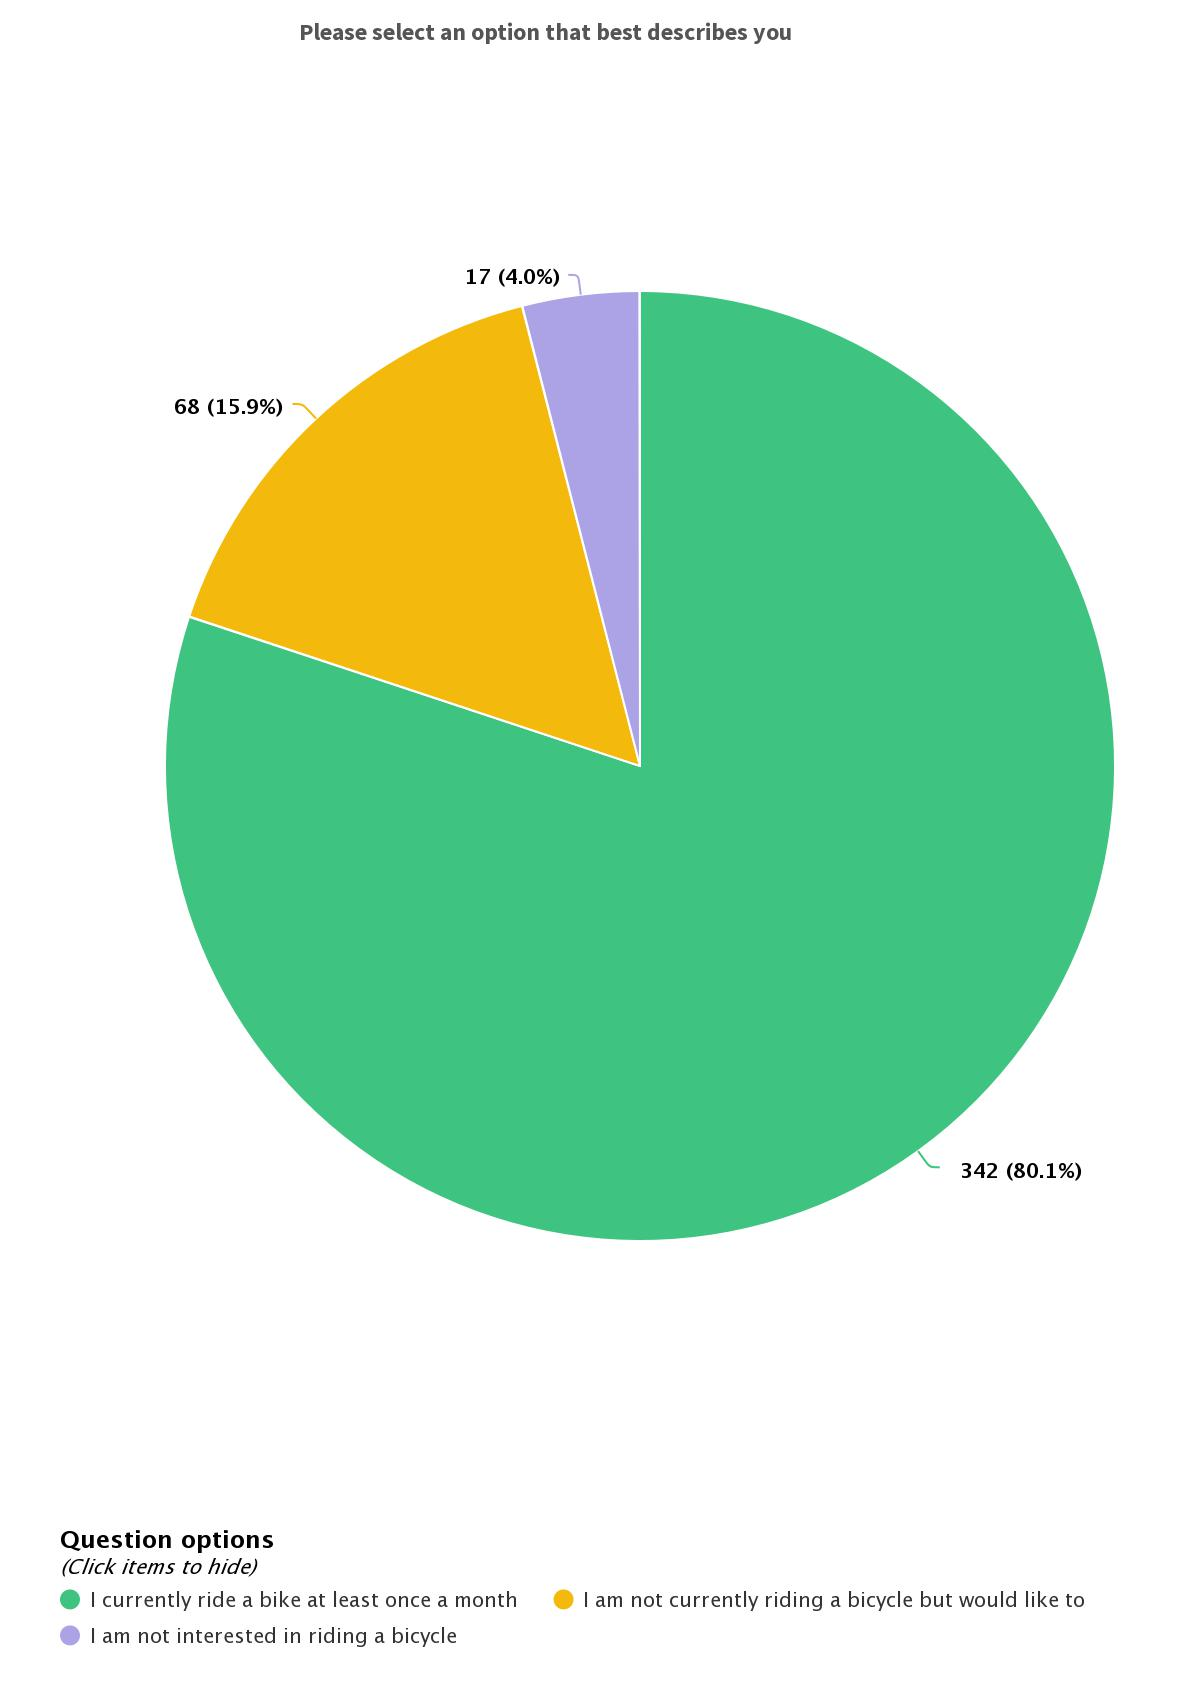 Please select an option that best describes you
17 (4.0%)
68 (15.9%)
342 (80.1%)
Question options
(Click items to hide)
I currently ride a bike at least once a month
I am not currently riding a bicycle but would like to
I am not interested in riding a bicycle